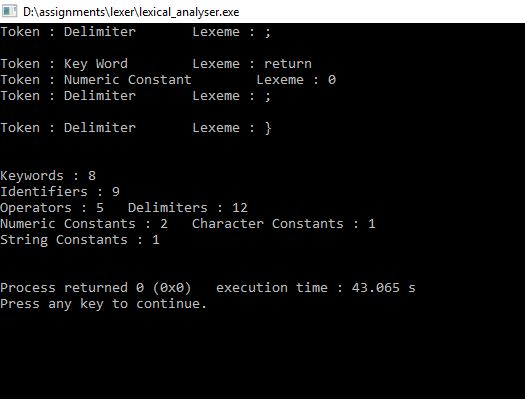 D:\assignments\lexer\lexical_analyser.exe
Token : Delimiter Lexeme : ;
Token : Key Word Lexeme : return
Token : Numeric Constant Lexeme : 0
Token : Delimiter Lexeme : ;
Token : Delimiter Lexeme : }
Keywords : 8
Identifiers : 9
Operators : 5 Delimiters : 12
Numeric Constants : 2 Character Constants : 1
String Constants : 1
Process returned 0 (0x0) execution time : 43.065 s
Press any key to continue.